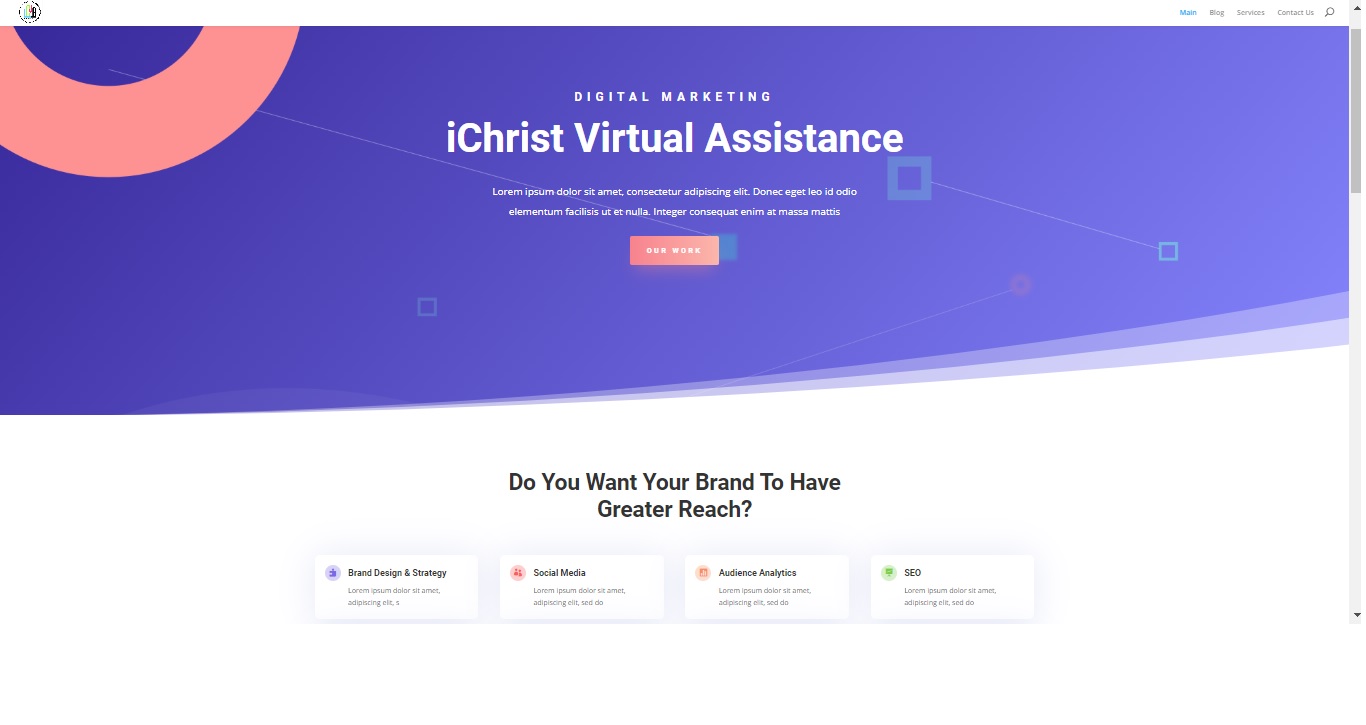 Main Blog Services Contact Us
DIGITAL MARKETING
iChrist Virtual Assistance
Lorem ipsum dolor sit amet, consectetur adipiscing elit. Donec eget leo id odio
elementum facilisis ut et nulla. Integer consequat enim at massa mattis
OUR WORK
Do You Want Your Brand To Have
Greater Reach?
Brand Design & Strategy
Lorem ipsum dolor sit amet,
adipiscing elit, s
Social Media
Lorem ipsum dolor sit amet,
adipiscing elit, sed do
Audience Analytics
Lorem ipsum dolor sit amet,
adipiscing elit, sed do
SEO
Lorem ipsum dolor sit amet,
adipiscing elit, sed do